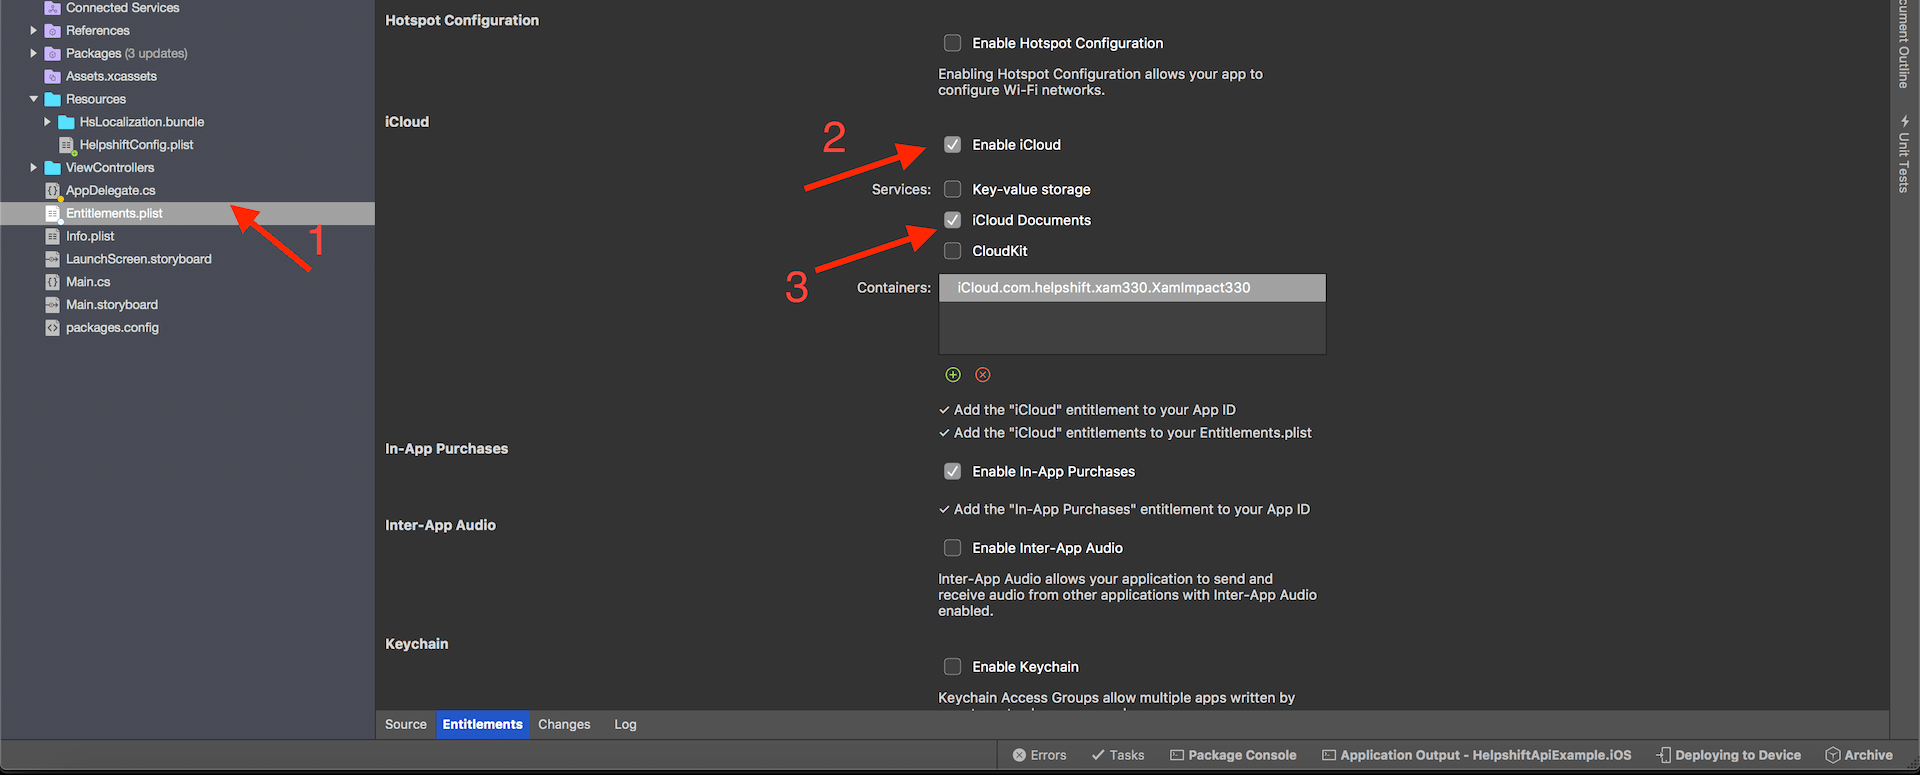 Connected Services
References
Packages (3 updates)
Assets.xcassets
Resources
HsLocalization.bundle
HelpshiftConfig.plist
ViewControllers
AppDelegate.cs
Entitlements.plist
Info.plist
LaunchScreen.storyboard
Main.cs
Main.storyboard
packages.config
1
Hotspot Configuration
Enable Hotspot Configuration
Enabling Hotspot Configuration allows your app to
configure Wi-Fi networks.
iCloud
2
Enable iCloud
Services:
Key-value storage
iCloud Documents
3
CloudKit
Containers:
iCloud.com.helpshift.xam330.XamImpact330
Add the "iCloud" entitlement to your App ID
Add the "iCloud" entitlements to your Entitlements.plist
In-App Purchases
Enable In-App Purchases
Add the "In-App Purchases" entitlement to your App ID
Inter-App Audio
Enable Inter-App Audio
Inter-App Audio allows your application to send and
receive audio from other applications with Inter-App Audio
enabled.
Keychain
Enable Keychain
Keychain Access Groups allow multiple apps written by
Source
Entitlements
Changes
Log
Errors
Tasks
Package Console
Application Output - HelpshiftApiExample.iOS
Deploying to Device
Archive
Outline
Unit Tests